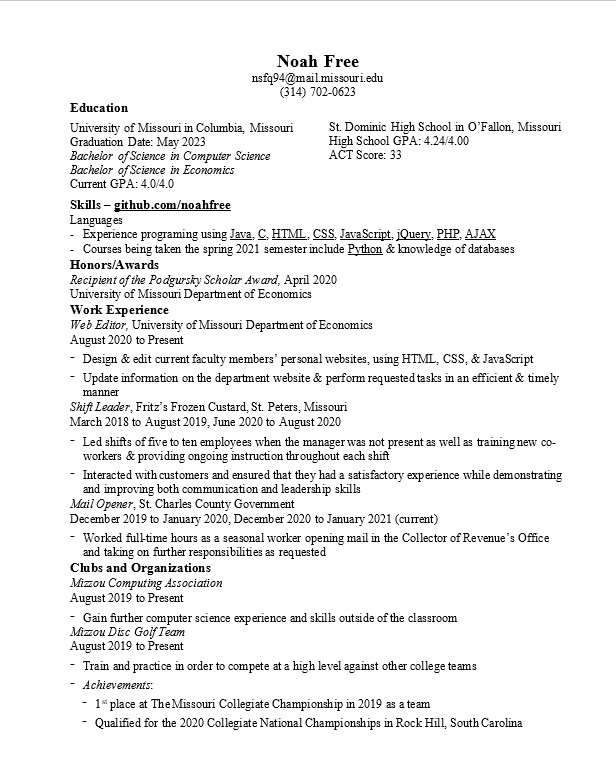 Noah Free
nsfq94@mail.missouri.edu
(314) 702-0623
Education
University of Missouri in Columbia, Missouri
Graduation Date: May 2023
Bachelor of Science in Computer Science
Bachelor of Science in Economics
Current GPA: 4.0/4.0
St. Dominic High School in O’Fallon, Missouri
High School GPA: 4.24/4.00
ACT Score: 33
Skills – github.com/noahfree
Languages
- Experience programing using Java, C, HTML, CSS, JavaScript, jQuery, PHP, AJAX
- Courses being taken the spring 2021 semester include Python & knowledge of databases
Honors/Awards
Recipient of the Podgursky Scholar Award, April 2020
University of Missouri Department of Economics
Work Experience
Web Editor, University of Missouri Department of Economics
August 2020 to Present
- Design & edit current faculty members’ personal websites, using HTML, CSS, & JavaScript
- Update information on the department website & perform requested tasks in an efficient & timely
manner
Shift Leader, Fritz’s Frozen Custard, St. Peters, Missouri
March 2018 to August 2019, June 2020 to August 2020
- Led shifts of five to ten employees when the manager was not present as well as training new co-
workers & providing ongoing instruction throughout each shift
- Interacted with customers and ensured that they had a satisfactory experience while demonstrating
and improving both communication and leadership skills
Mail Opener, St. Charles County Government
December 2019 to January 2020, December 2020 to January 2021 (current)
- Worked full-time hours as a seasonal worker opening mail in the Collector of Revenue’s Office
and taking on further responsibilities as requested
Clubs and Organizations
Mizzou Computing Association
August 2019 to Present
- Gain further computer science experience and skills outside of the classroom
Mizzou Disc Golf Team
August 2019 to Present
- Train and practice in order to compete at a high level against other college teams
- Achievements:
- 1st place at The Missouri Collegiate Championship in 2019 as a team
- Qualified for the 2020 Collegiate National Championships in Rock Hill, South Carolina